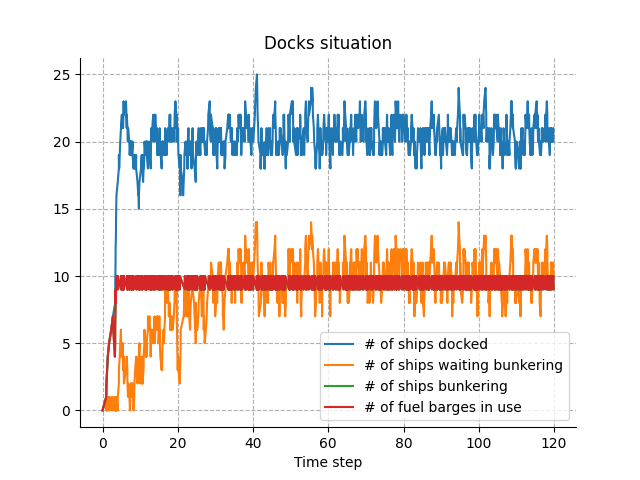 Docks situation
25
20
15
10
5
0
# of ships docked
# of ships waiting bunkering
# of ships bunkering
# of fuel barges in use
0 20 40 60 80 100 120
Time step